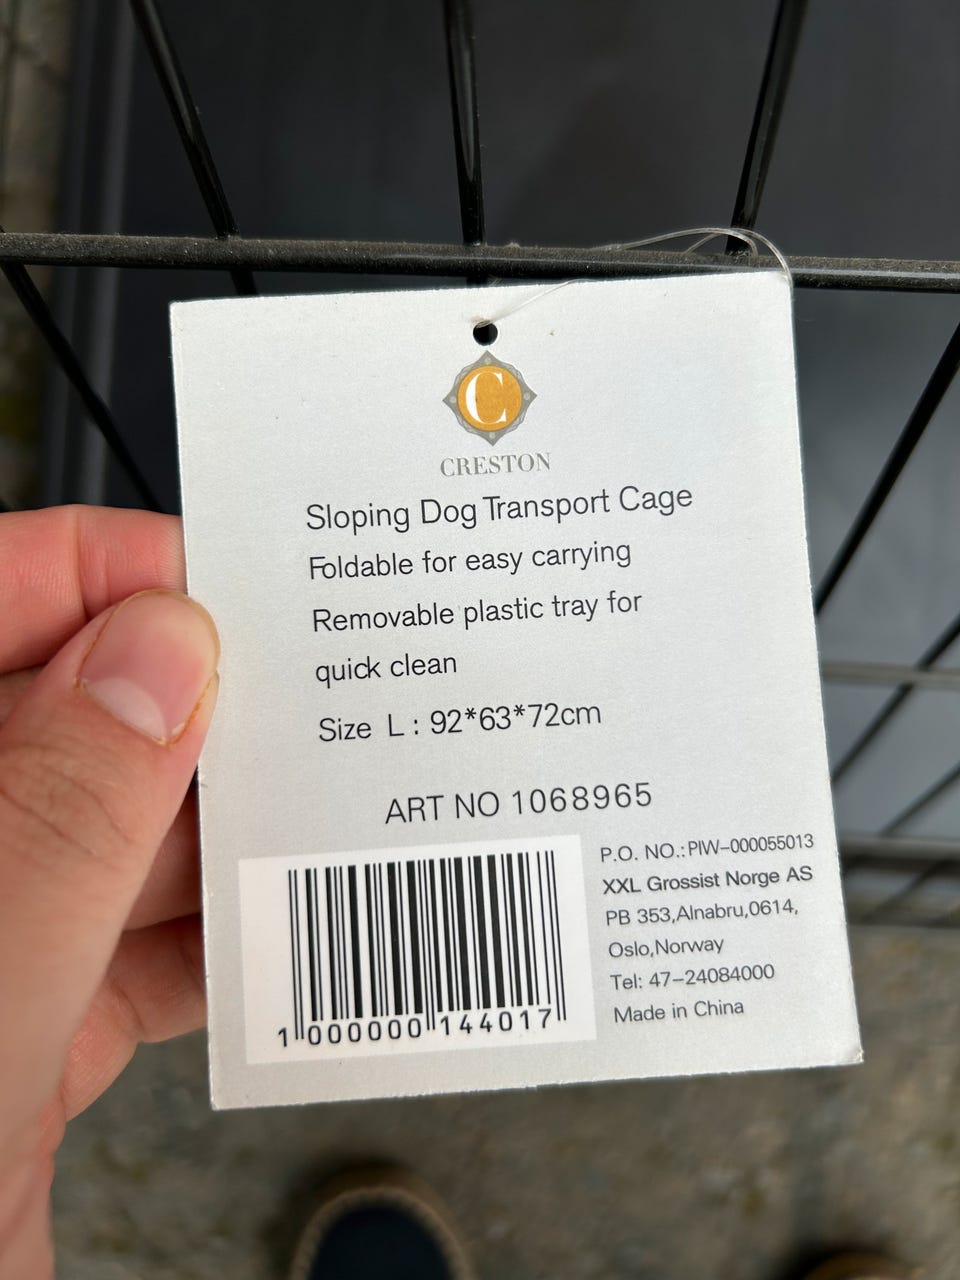 C
CRESTON
Sloping Dog Transport Cage
Foldable for easy carrying
Removable plastic tray for
quick clean
Size L : 92*63*72cm
ART NO 1068965
1 000000 144017
P.O. NO.:PIW-000055013
XXL Grossist Norge AS
PB 353,Alnabru,0614,
Oslo,Norway
Tel: 47-24084000
Made in China